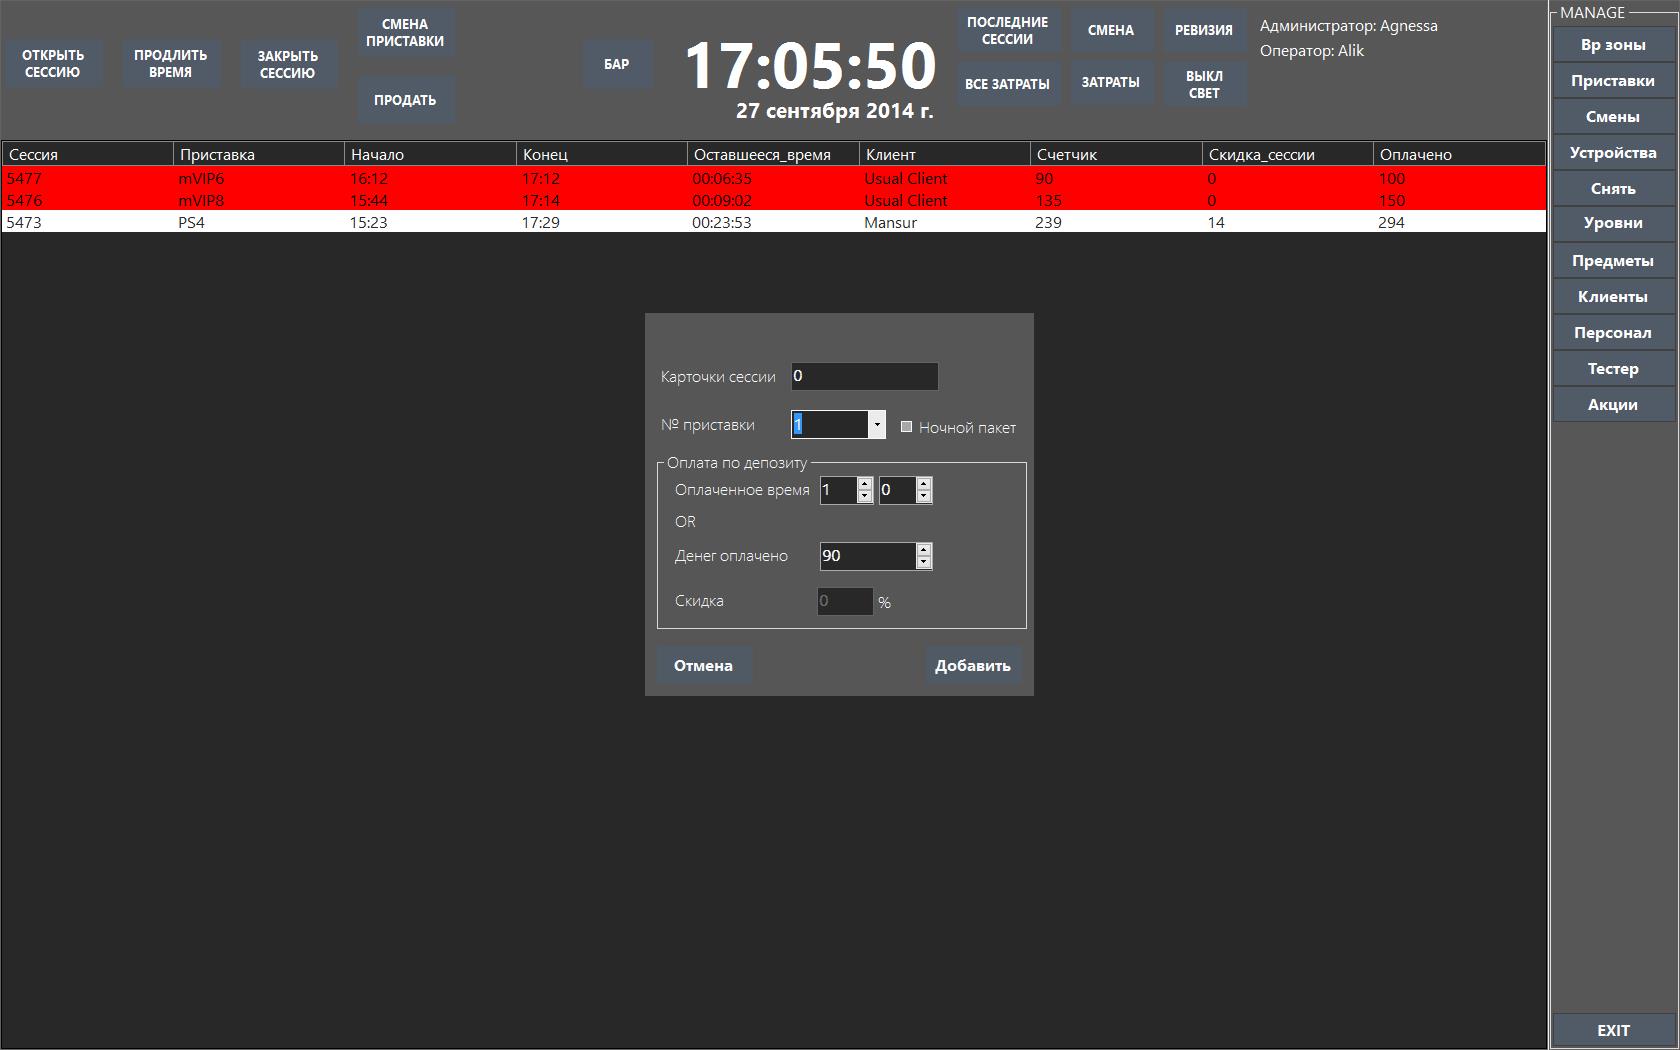 ОТКРЫТЬ
СЕССИЮ
ПРОДЛИТЬ
ВРЕМЯ
ЗАКРЫТЬ
СЕССИЮ
СМЕНА
ПРИСТАВКИ
ПРОДАТЬ
БАР
17:05:50
27 сентября 2014 г.
ПОСЛЕДНИЕ
СЕССИИ
СМЕНА
РЕВИЗИЯ
ВСЕ ЗАТРАТЫ
ЗАТРАТЫ
ВЫКЛ
СВЕТ
Администратор: Agnessa
Оператор: Alik
Сессия Приставка Начало Конец Оставшееся_время Клиент Счетчик Скидка_сессии Оплачено
5477 mVIP6 16:12 17:12 00:06:35 Usual Client 90 0 100
5476 mVIP8 15:44 17:14 00:09:02 Usual Client 135 0 150
5473 PS4 15:23 17:29 00:23:53 Mansur 239 14 294
Карточки сессии 0
№ приставки 1 Ночной пакет
Оплата по депозиту
Оплаченное время 1 0
OR
Денег оплачено 90
Скидка 0 %
Отмена Добавить
MANAGE
Вр зоны
Приставки
Смены
Устройства
Снять
Уровни
Предметы
Клиенты
Персонал
Тестер
Акции
EXIT